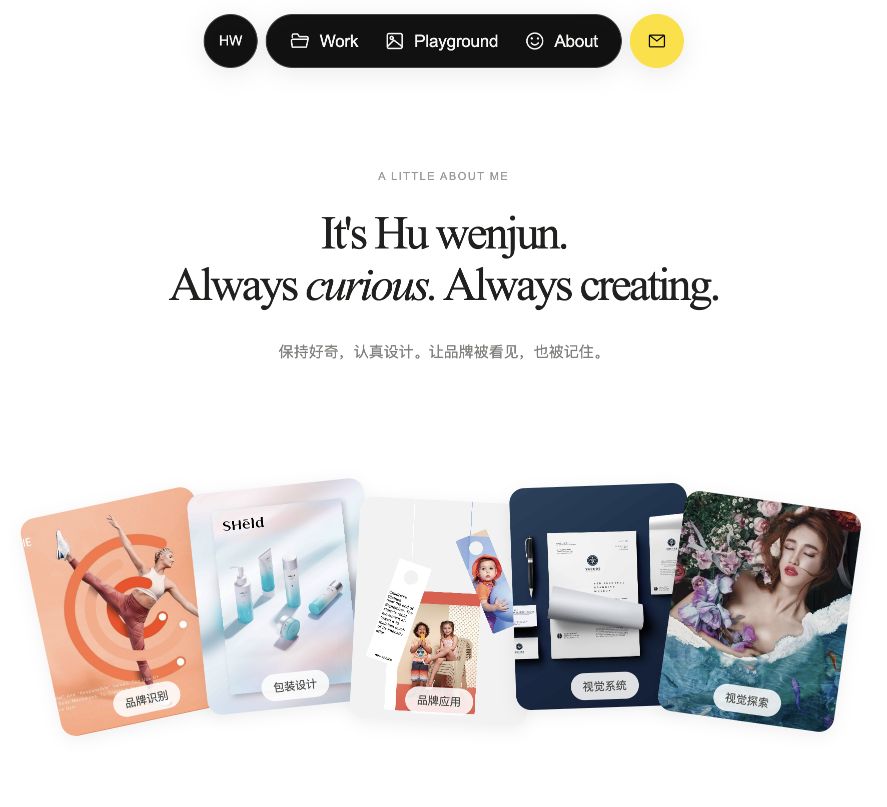 HW
Work
Playground
About
A LITTLE ABOUT ME
It's Hu wenjun.
Always curious. Always creating.
保持好奇，认真设计。让品牌被看见，也被记住。
IE
SHēld
品牌识别
包装设计
品牌应用
视觉系统
视觉探索